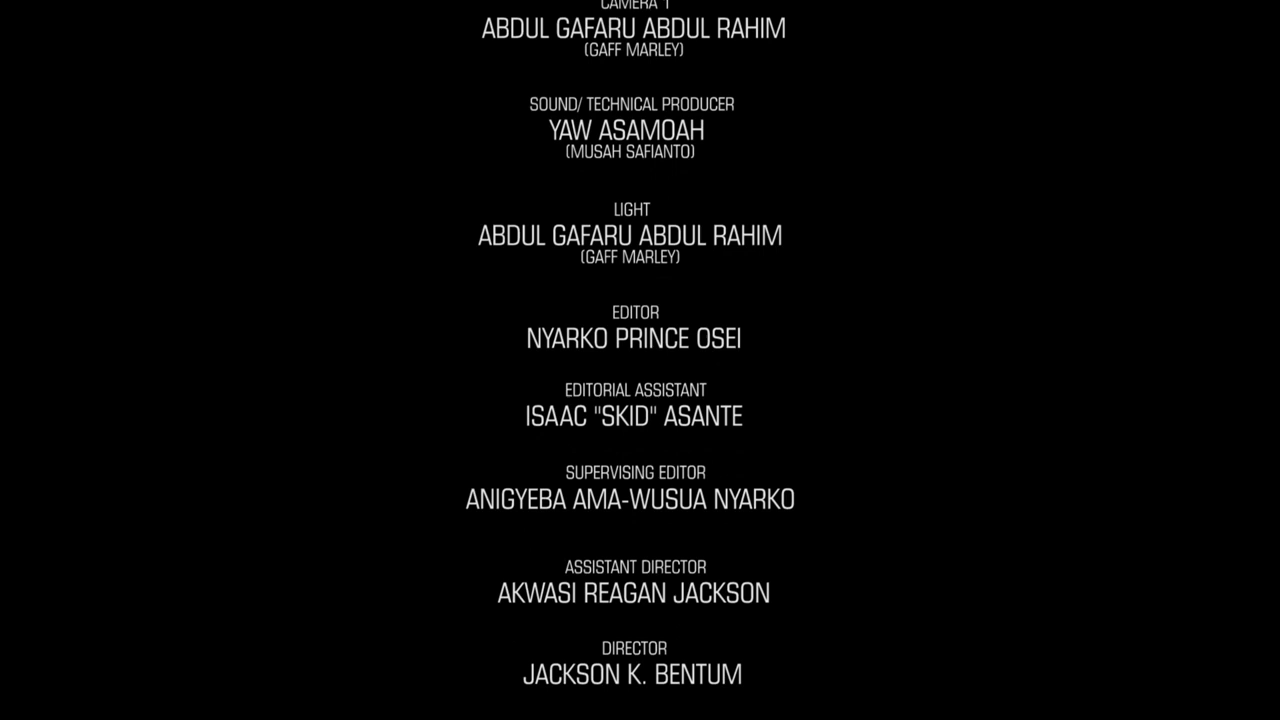 CAMERA 1
ABDUL GAFARU ABDUL RAHIM
(GAFF MARLEY)
SOUND/ TECHNICAL PRODUCER
YAW ASAMOAH
(MUSAH SAFIANTO)
LIGHT
ABDUL GAFARU ABDUL RAHIM
(GAFF MARLEY)
EDITOR
NYARKO PRINCE OSEI
EDITORIAL ASSISTANT
ISAAC "SKID" ASANTE
SUPERVISING EDITOR
ANIGYEBA AMA-WUSUA NYARKO
ASSISTANT DIRECTOR
AKWASI REAGAN JACKSON
DIRECTOR
JACKSON K. BENTUM